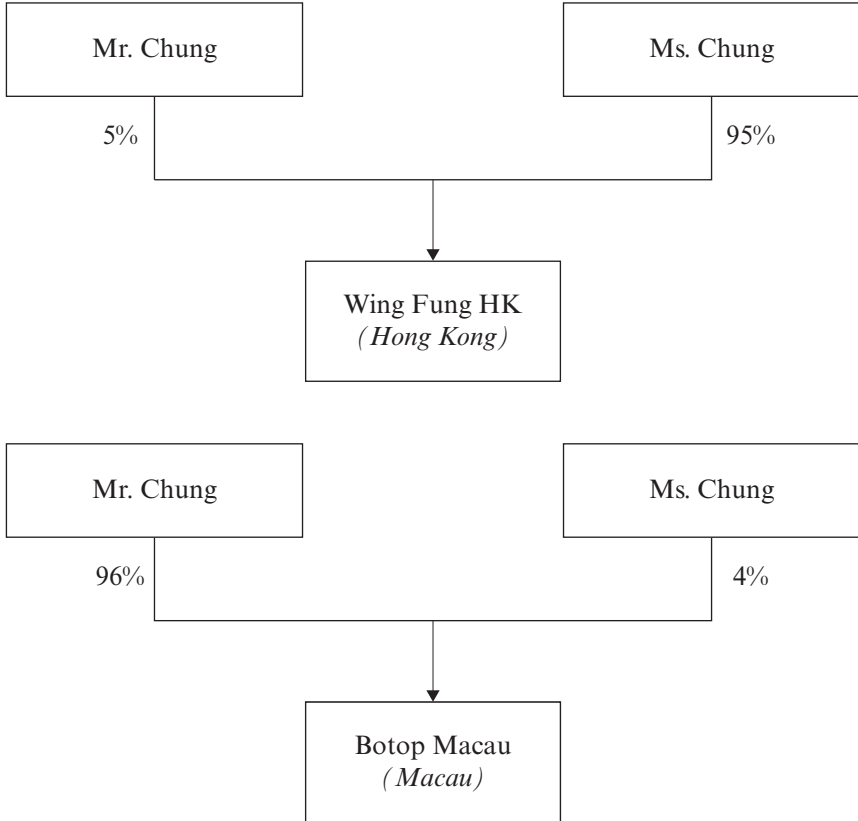 Mr. Chung
Ms. Chung
5%
95%
Wing Fung HK
(Hong Kong)
Mr. Chung
Ms. Chung
96%
4%
Botop Macau
(Macau)